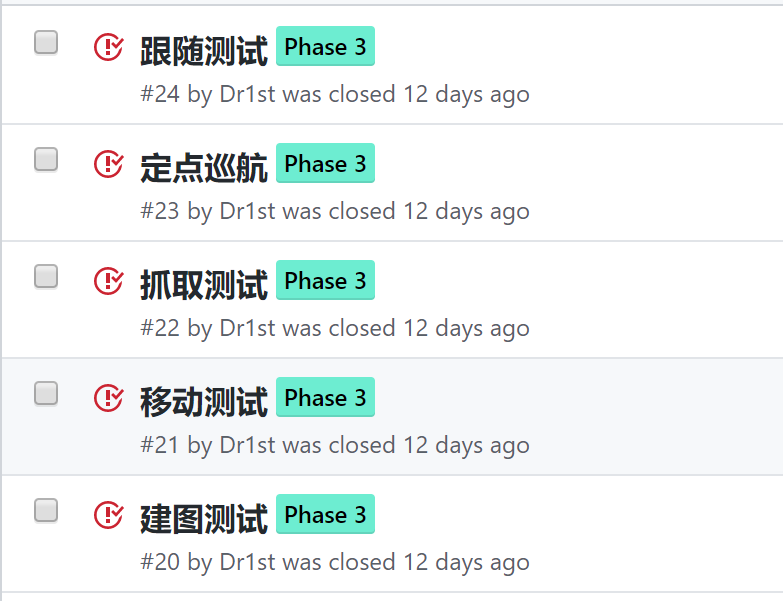 跟随测试 Phase 3
#24 by Dr1st was closed 12 days ago
定点巡航 Phase 3
#23 by Dr1st was closed 12 days ago
抓取测试 Phase 3
#22 by Dr1st was closed 12 days ago
移动测试 Phase 3
#21 by Dr1st was closed 12 days ago
建图测试 Phase 3
#20 by Dr1st was closed 12 days ago